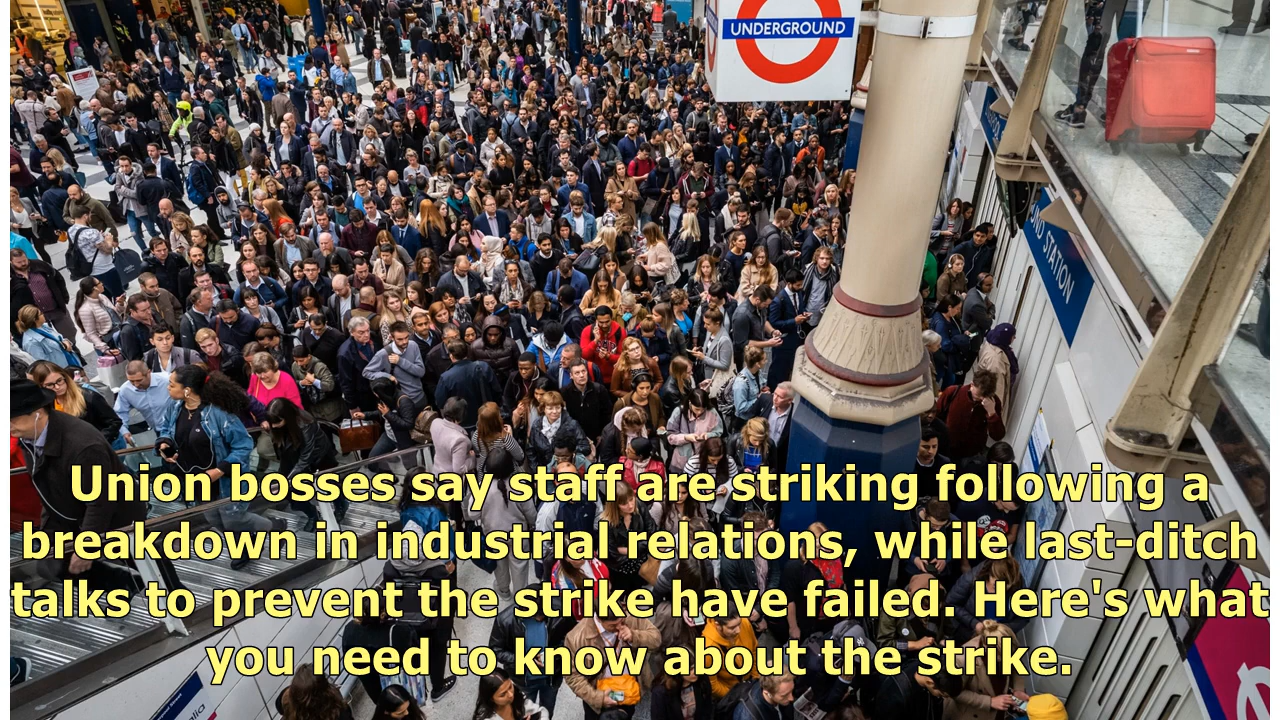 UNDERGROUND
STATION
Union bosses say staff are striking following a
breakdown in industrial relations, while last-ditch
talks to prevent the strike have failed. Here's what
you need to know about the strike.